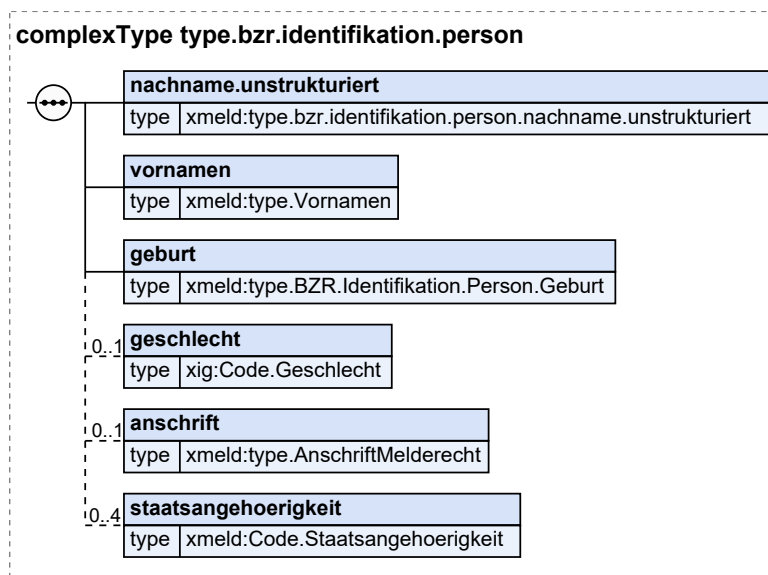 complexType type.bzr.identifikation.person
nachname.unstrukturiert
type xmeld:type.bzr.identifikation.person.nachname.unstrukturiert
vornamen
type xmeld:type.Vornamen
geburt
type xmeld:type.BZR.Identifikation.Person.Geburt
0..1 geschlecht
type xig:Code.Geschlecht
0..1 anschrift
type xmeld:type.AnschriftMelderecht
0..4 staatsangehoerigkeit
type xmeld:Code.Staatsangehoerigkeit